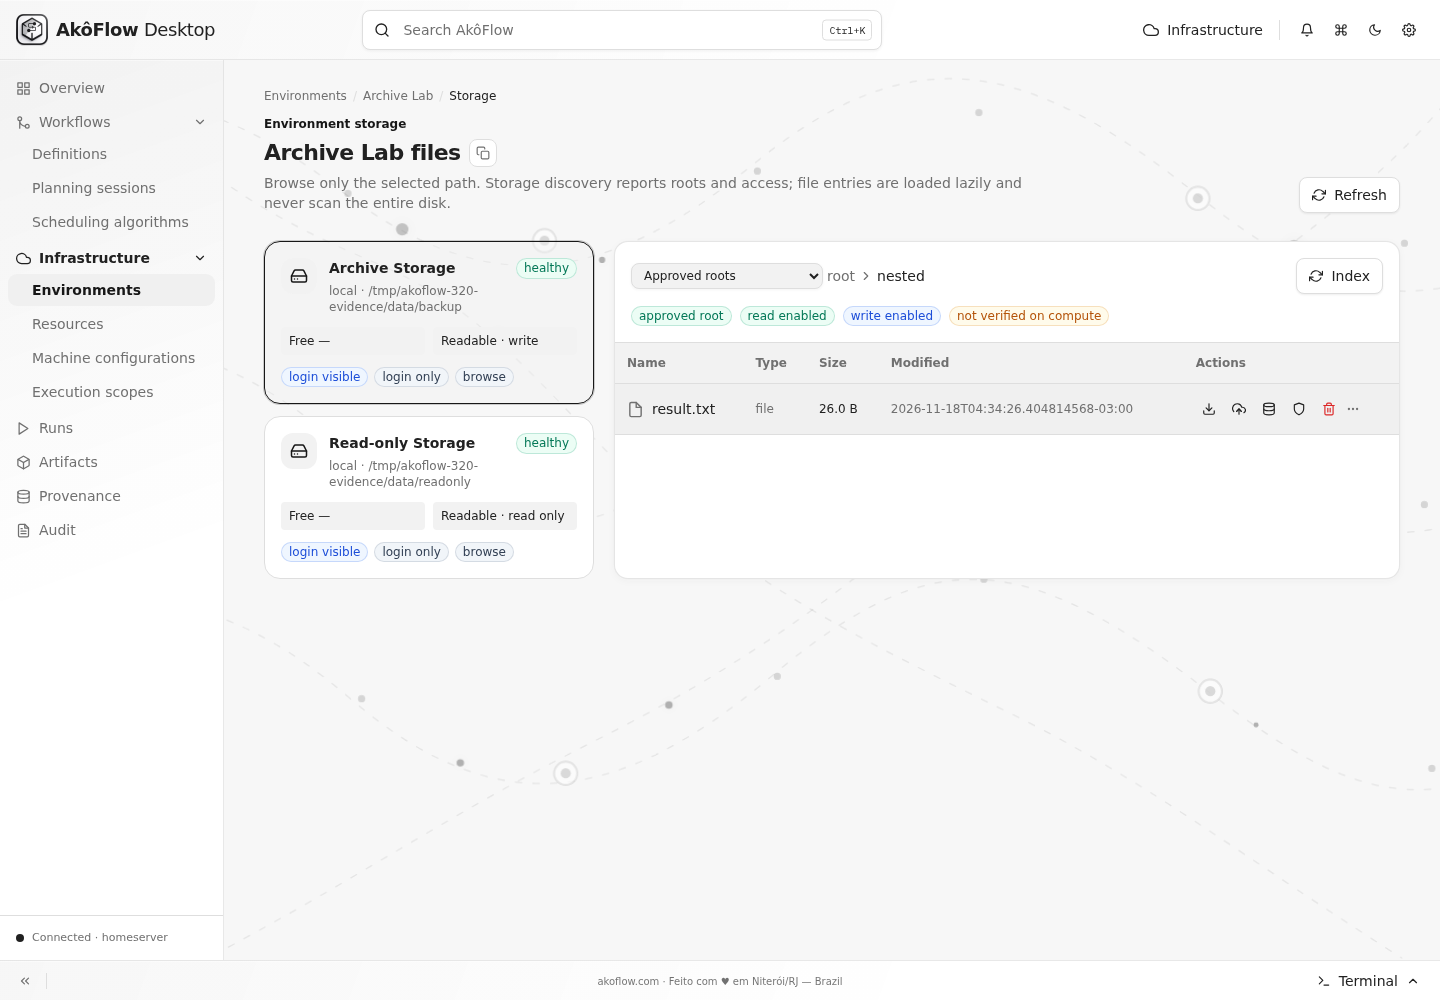 AkôFlow Desktop
Search AkôFlow
Ctrl+K
Infrastructure
Overview
Workflows
Definitions
Planning sessions
Scheduling algorithms
Infrastructure
Environments
Resources
Machine configurations
Execution scopes
Runs
Artifacts
Provenance
Audit
Connected · homeserver
Environments / Archive Lab / Storage
Environment storage
Archive Lab files
Browse only the selected path. Storage discovery reports roots and access; file entries are loaded lazily and
never scan the entire disk.
Refresh
Archive Storage
healthy
local · /tmp/akoflow-320-
evidence/data/backup
Free —
Readable · write
login visible
login only
browse
Read-only Storage
healthy
local · /tmp/akoflow-320-
evidence/data/readonly
Free —
Readable · read only
login visible
login only
browse
Approved roots
root > nested
Index
approved root
read enabled
write enabled
not verified on compute
Name Type Size Modified Actions
result.txt file 26.0 B 2026-11-18T04:34:26.404814568-03:00
akoflow.com · Feito com ♥ em Niterói/RJ — Brazil
Terminal